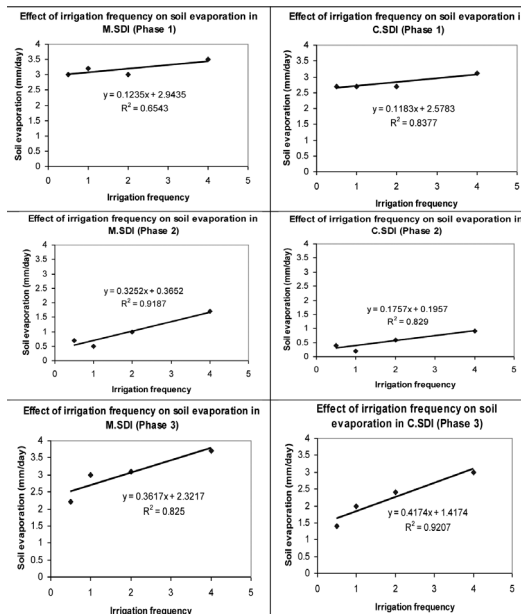 Effect of irrigation frequency on soil evaporation in
M.SDI (Phase 1)
Soil evaporation (mm/day)
4
3.5
3
2.5
2
1.5
1
0.5
0
y = 0.1235x + 2.9435
R² = 0.6543
0 1 2 3 4 5
Irrigation frequency
Effect of irrigation frequency on soil evaporation in
C.SDI (Phase 1)
Soil evaporation (mm/day)
4
3.5
3
2.5
2
1.5
1
0.5
0
y = 0.1183x + 2.5783
R² = 0.8377
0 1 2 3 4 5
Irrigation frequency
Effect of irrigation frequency on soil evaporation in
M.SDI (Phase 2)
Soil evaporation (mm/day)
4
3.5
3
2.5
2
1.5
1
0.5
0
y = 0.3252x + 0.3652
R² = 0.9187
0 1 2 3 4 5
Irrigation frequency
Effect of irrigation frequency on soil evaporation in
C.SDI (Phase 2)
Soil evaporation (mm/day)
4
3.5
3
2.5
2
1.5
1
0.5
0
y = 0.1757x + 0.1957
R² = 0.829
0 1 2 3 4 5
Irrigation frequency
Effect of irrigation frequency on soil evaporation in
M.SDI (Phase 3)
Soil evaporation (mm/day)
4
3.5
3
2.5
2
1.5
1
0.5
0
y = 0.3617x + 2.3217
R² = 0.825
0 1 2 3 4 5
Irrigation frequency
Effect of irrigation frequency on soil
evaporation in C.SDI (Phase 3)
Soil evaporation (mm/day)
4
3.5
3
2.5
2
1.5
1
0.5
0
y = 0.4174x + 1.4174
R² = 0.9207
0 1 2 3 4 5
Irrigation frequency